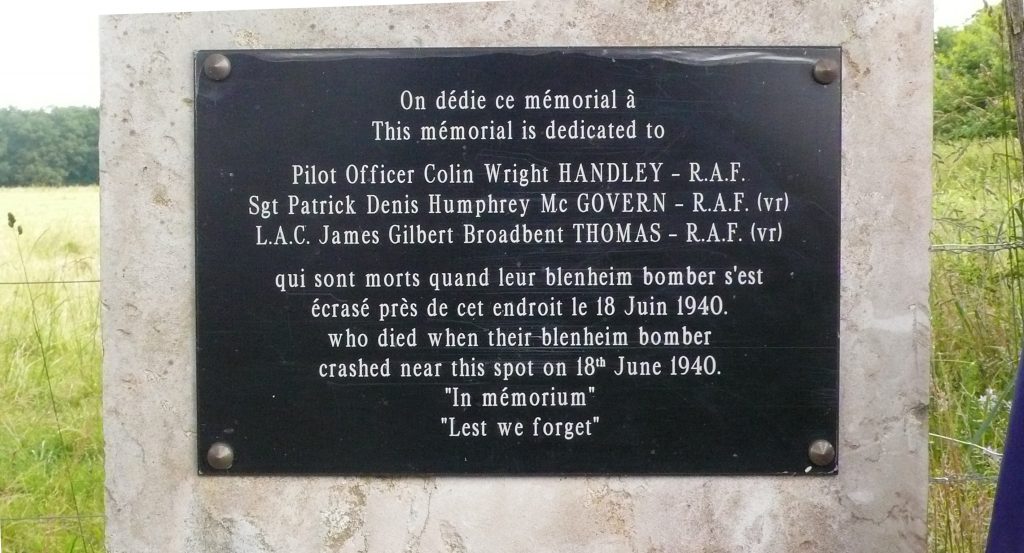 On dédie ce mémorial à
This mémorial is dedicated to
Pilot Officer Colin Wright HANDLEY - R.A.F.
Sgt Patrick Denis Humphrey Mc GOVERN - R.A.F. (vr)
L.A.C. James Gilbert Broadbent THOMAS - R.A.F. (vr)
qui sont morts quand leur blenheim bomber s'est
écrasé près de cet endroit le 18 Juin 1940.
who died when their blenheim bomber
crashed near this spot on 18th June 1940.
"In mémorium"
"Lest we forget"